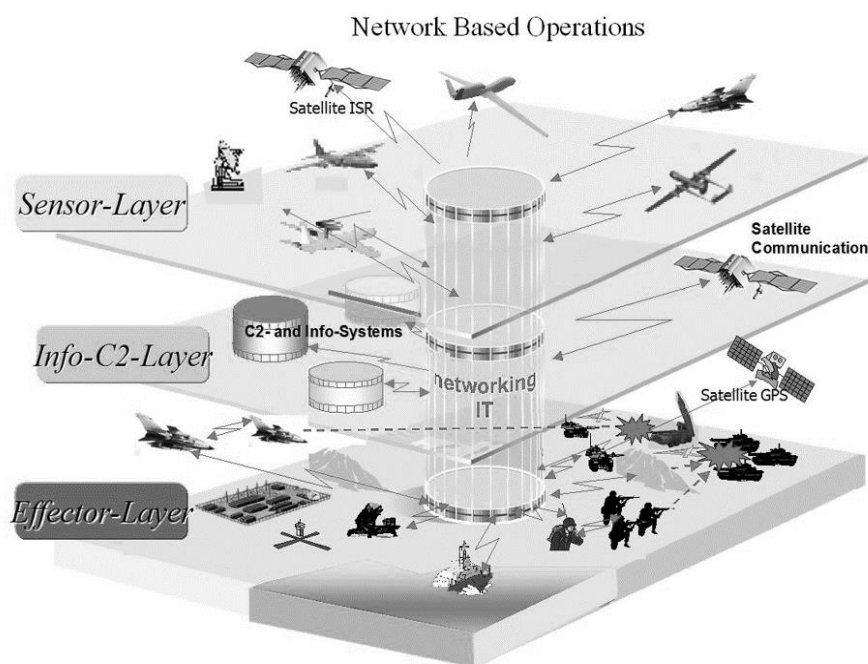 Network Based Operations
Satellite ISR
Sensor-Layer
Satellite
Communication
C2- and Info-Systems
Info-C2-Layer
networking
IT
Satellite GPS
Effector-Layer